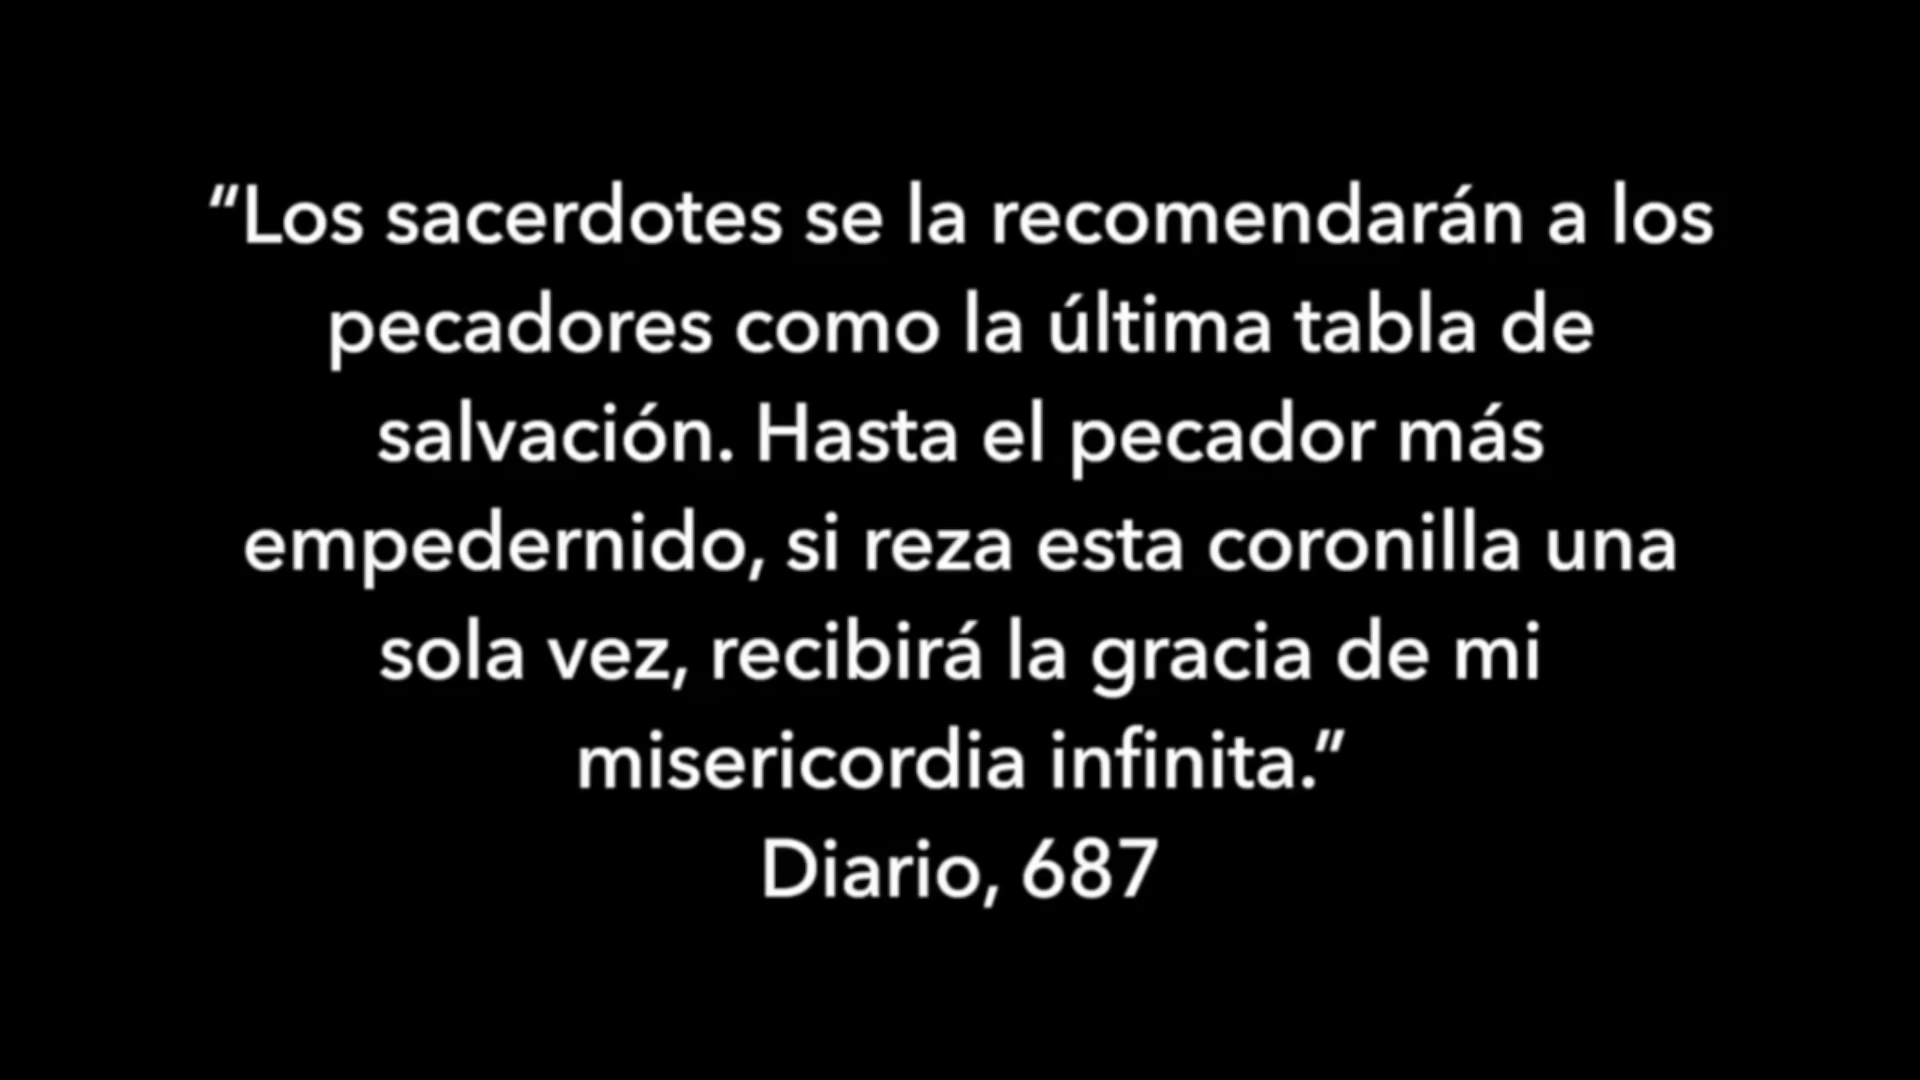 “Los sacerdotes se la recomendarán a los
pecadores como la última tabla de
salvación. Hasta el pecador más
empedernido, si reza esta coronilla una
sola vez, recibirá la gracia de mi
misericordia infinita.”
Diario, 687